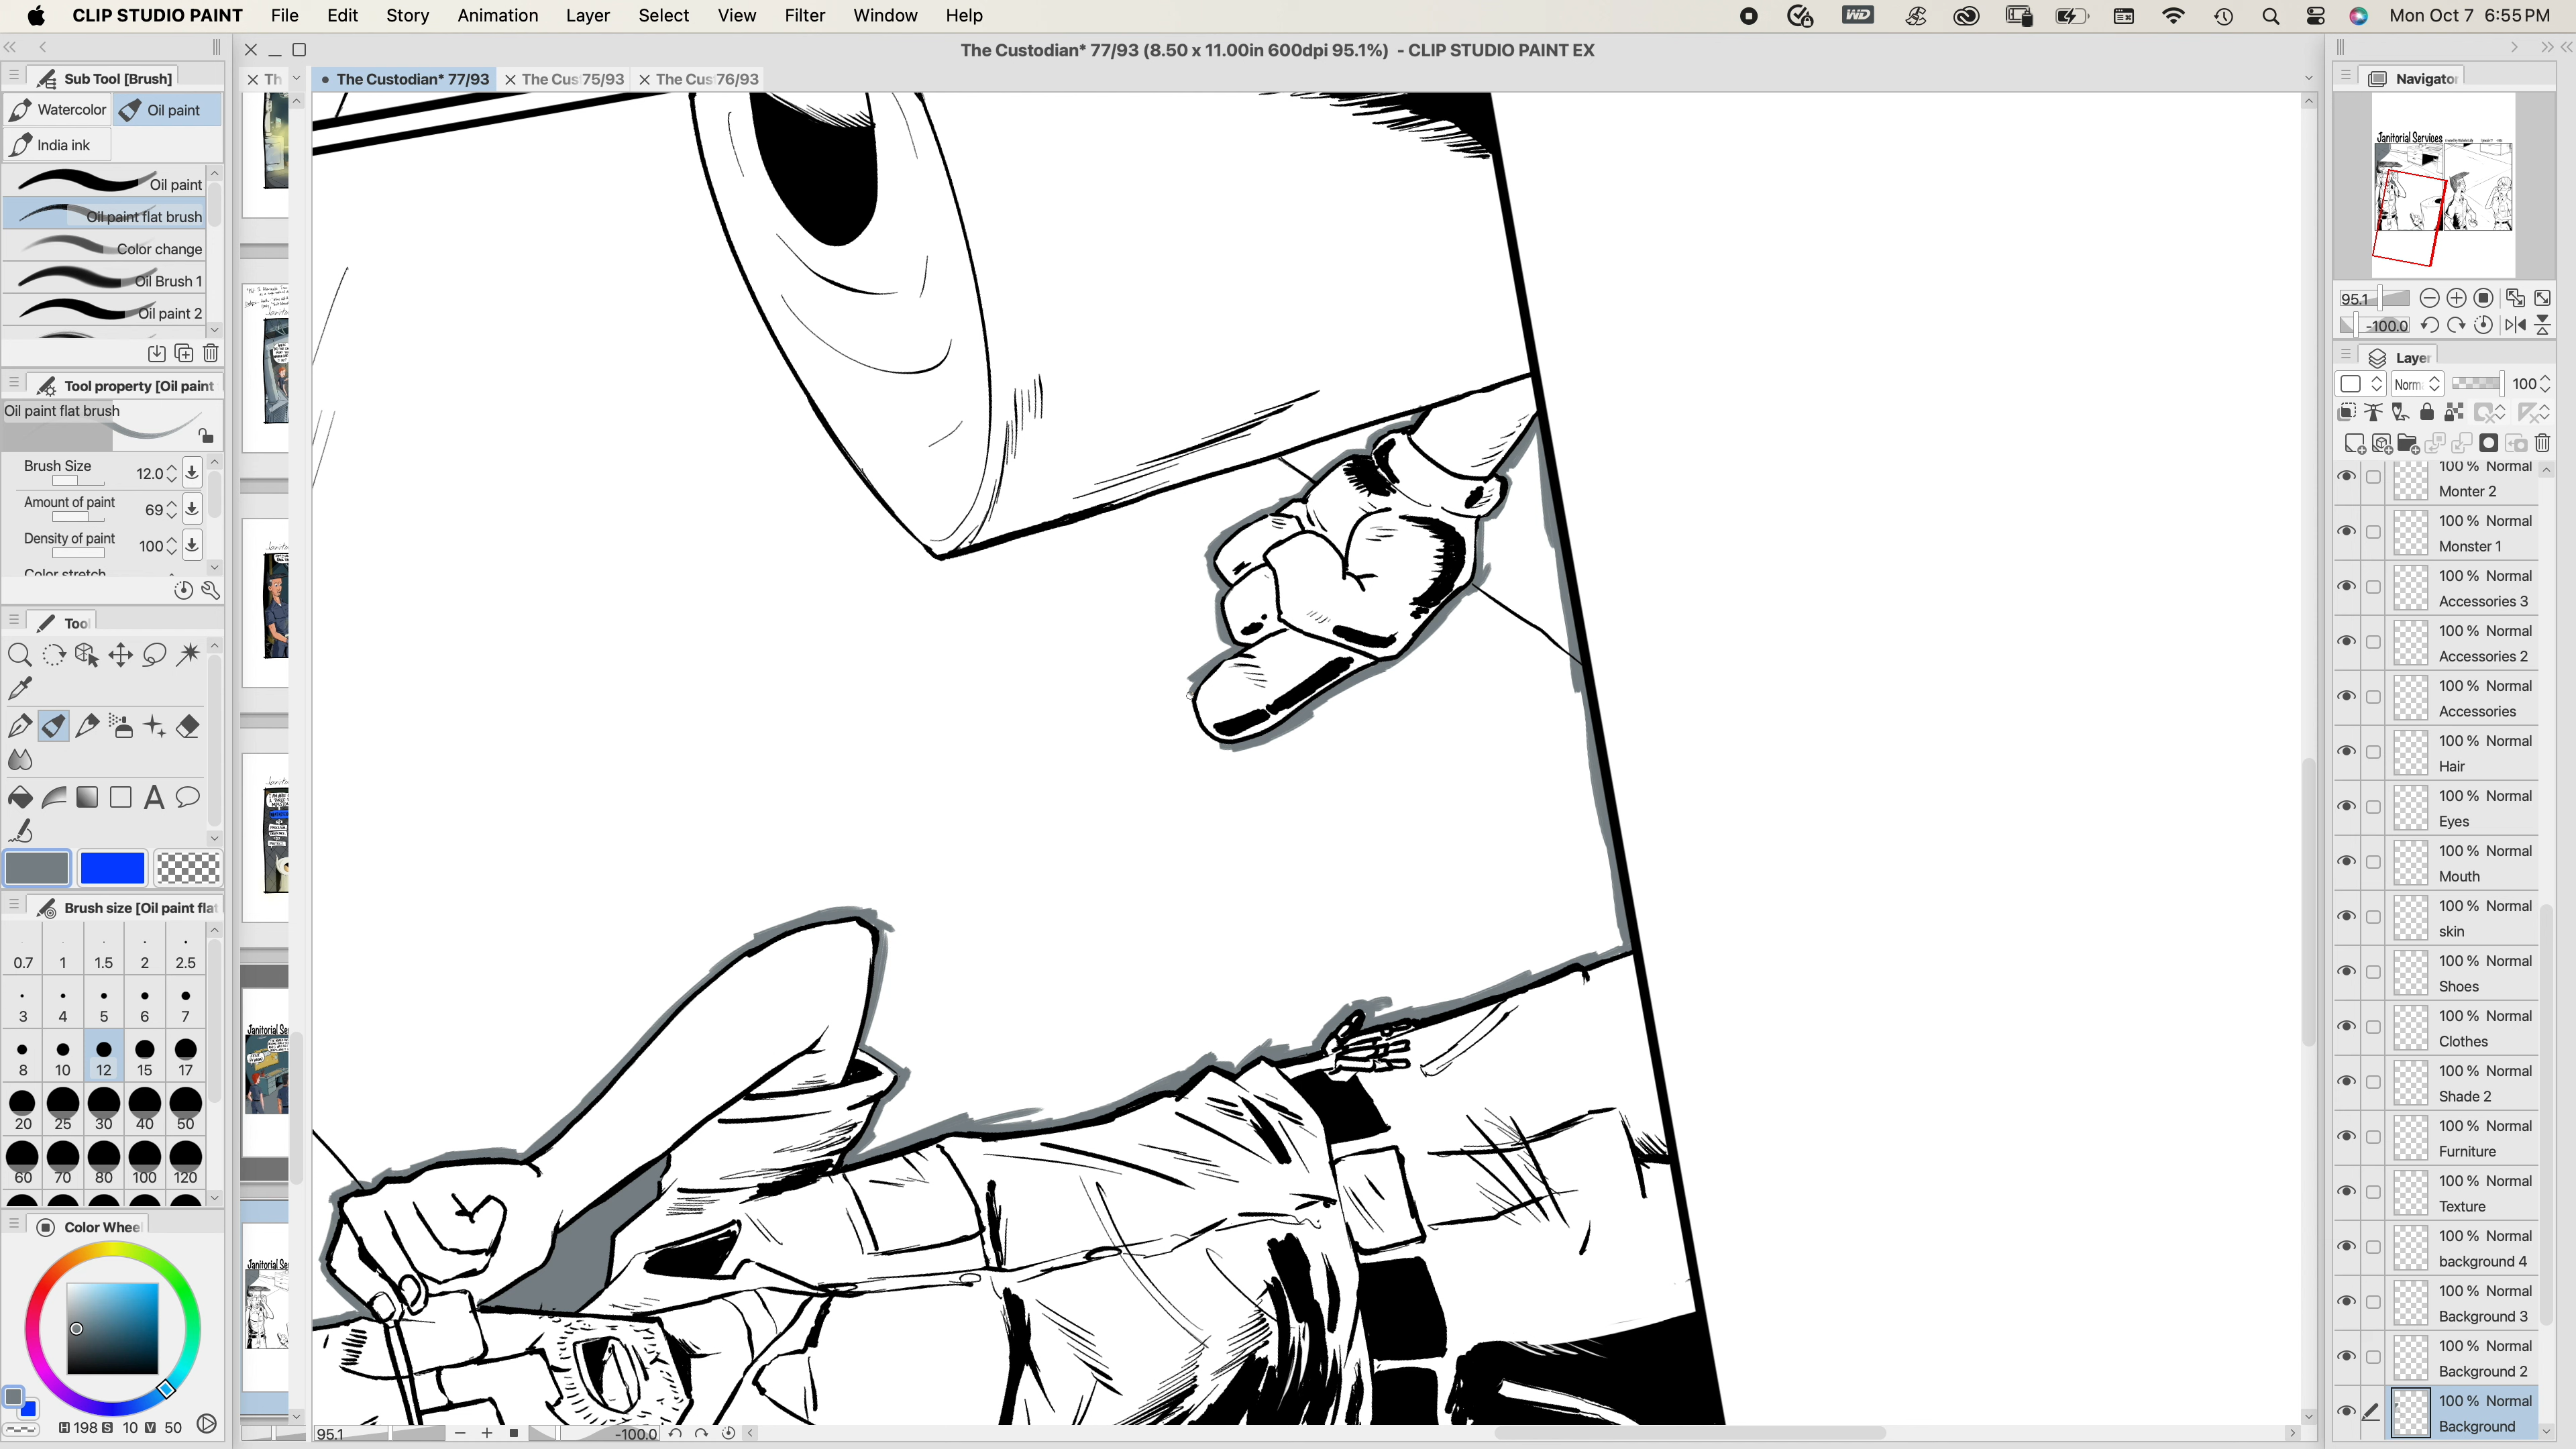 CLIP STUDIO PAINT File Edit Story Animation Layer Select View Filter Window Help
WD
Mon Oct 7 6:55 PM
The Custodian* 77/93 (8.50 x 11.00in 600dpi 95.1%) - CLIP STUDIO PAINT EX
Th
The Custodian* 77/93
The Cus 75/93
The Cus 76/93
Sub Tool [Brush]
Watercolor
Oil paint
India ink
Oil paint
Oil paint flat brush
Color change
Oil Brush 1
Oil paint 2
Tool property [Oil paint
Oil paint flat brush
Brush Size 12.0
Amount of paint 69
Density of paint 100
Color stretch
Tool
Brush size [Oil paint flat
0.7 1 1.5 2 2.5
3 4 5 6 7
8 10 12 15 17
20 25 30 40 50
60 70 80 100 120
Color Wheel
H 198 S 10 V 50
Janitorial Se
Janitorial Ser
95.1
-100.0
Navigator
Janitorial Services
95.1
-100.0
Layer
Norm 100
100 % Normal
Monter 2
100 % Normal
Monster 1
100 % Normal
Accessories 3
100 % Normal
Accessories 2
100 % Normal
Accessories
100 % Normal
Hair
100 % Normal
Eyes
100 % Normal
Mouth
100 % Normal
skin
100 % Normal
Shoes
100 % Normal
Clothes
100 % Normal
Shade 2
100 % Normal
Furniture
100 % Normal
Texture
100 % Normal
background 4
100 % Normal
Background 3
100 % Normal
Background 2
100 % Normal
Background